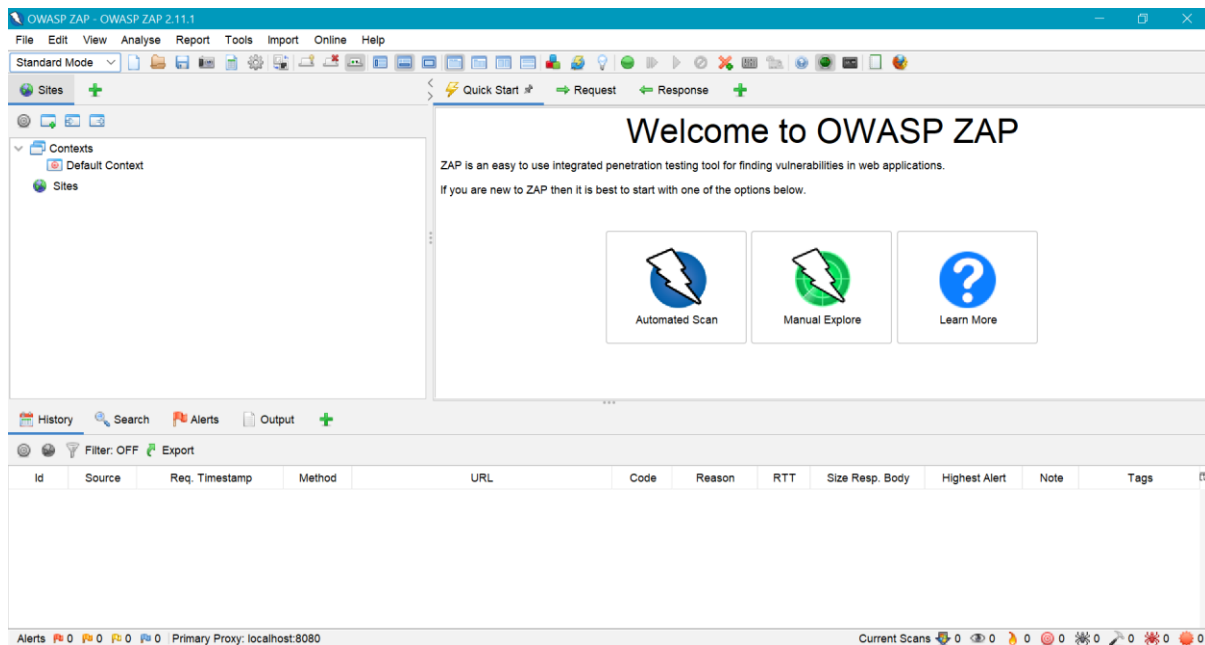 OWASP ZAP - OWASP ZAP 2.11.1
File Edit View Analyse Report Tools Import Online Help
Standard Mode
Sites
Quick Start Request Response
Contexts
Default Context
Sites
Welcome to OWASP ZAP
ZAP is an easy to use integrated penetration testing tool for finding vulnerabilities in web applications.
If you are new to ZAP then it is best to start with one of the options below.
Automated Scan Manual Explore Learn More
History Search Alerts Output
Filter: OFF Export
Id Source Req. Timestamp Method URL Code Reason RTT Size Resp. Body Highest Alert Note Tags
Alerts 0 0 0 0 Primary Proxy: localhost:8080 Current Scans 0 0 0 0 0 0 0 0